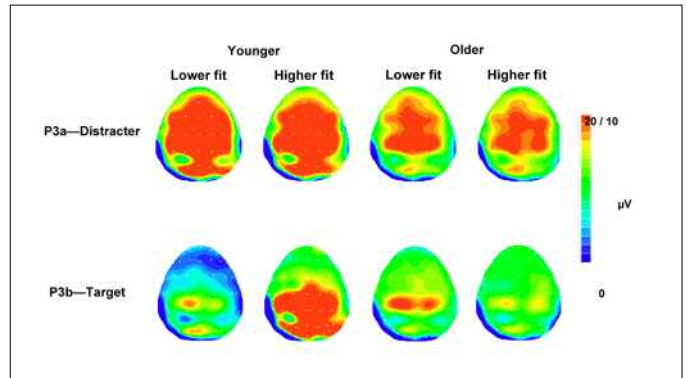 Younger Older
Lower fit Higher fit Lower fit Higher fit
P3a—Distracter
20 / 10
µV
P3b—Target
0